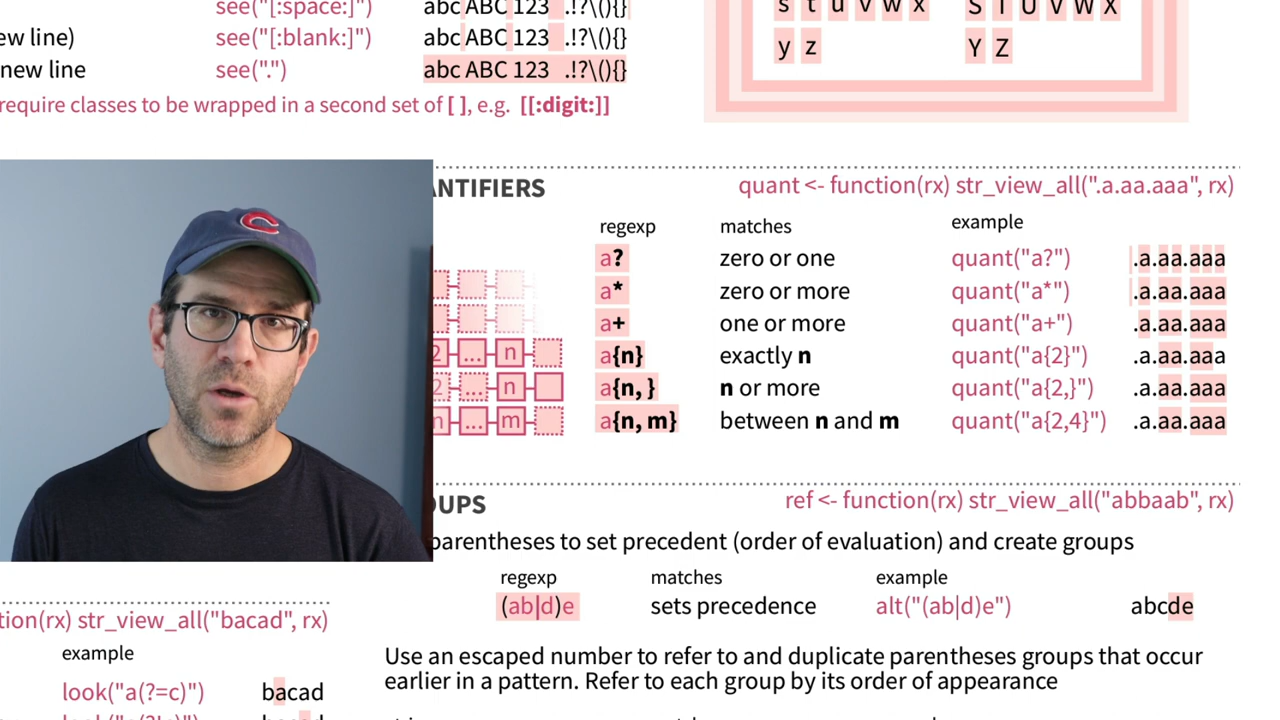 see("[:space:]") abc ABC 123 .!?\(){}
ew line) see("[:blank:]") abc ABC 123 .!?\(){}
new line see(".") abc ABC 123 .!?\(){}
require classes to be wrapped in a second set of [ ], e.g. [[:digit:]]
s t u v w x S T U V W X
y z Y Z
C
ANTIFIERS quant <- function(rx) str_view_all(".a.aa.aaa", rx)
regexp matches example
a? zero or one quant("a?") .a.aa.aaa
a* zero or more quant("a*") .a.aa.aaa
a+ one or more quant("a+") .a.aa.aaa
2 ... n a{n} exactly n quant("a{2}") .a.aa.aaa
2 ... n a{n, } n or more quant("a{2,}") .a.aa.aaa
n ... m a{n, m} between n and m quant("a{2,4}") .a.aa.aaa
OUPS ref <- function(rx) str_view_all("abbaab", rx)
parentheses to set precedent (order of evaluation) and create groups
regexp matches example
(ab|d)e sets precedence alt("(ab|d)e") abcde
Use an escaped number to refer to and duplicate parentheses groups that occur
earlier in a pattern. Refer to each group by its order of appearance
tion(rx) str_view_all("bacad", rx)
example
look("a(?=c)") bacad